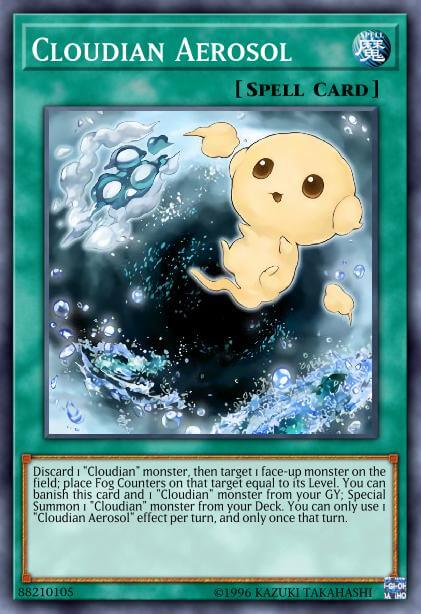 Cloudian Aerosol
SPELL
魔
[Spell Card]
Discard 1 "Cloudian" monster, then target 1 face-up monster on the
field; place Fog Counters on that target equal to its Level. You can
banish this card and 1 "Cloudian" monster from your GY; Special
Summon 1 "Cloudian" monster from your Deck. You can only use 1
"Cloudian Aerosol" effect per turn, and only once that turn.
88210105
©1996 KAZUKI TAKAHASHI